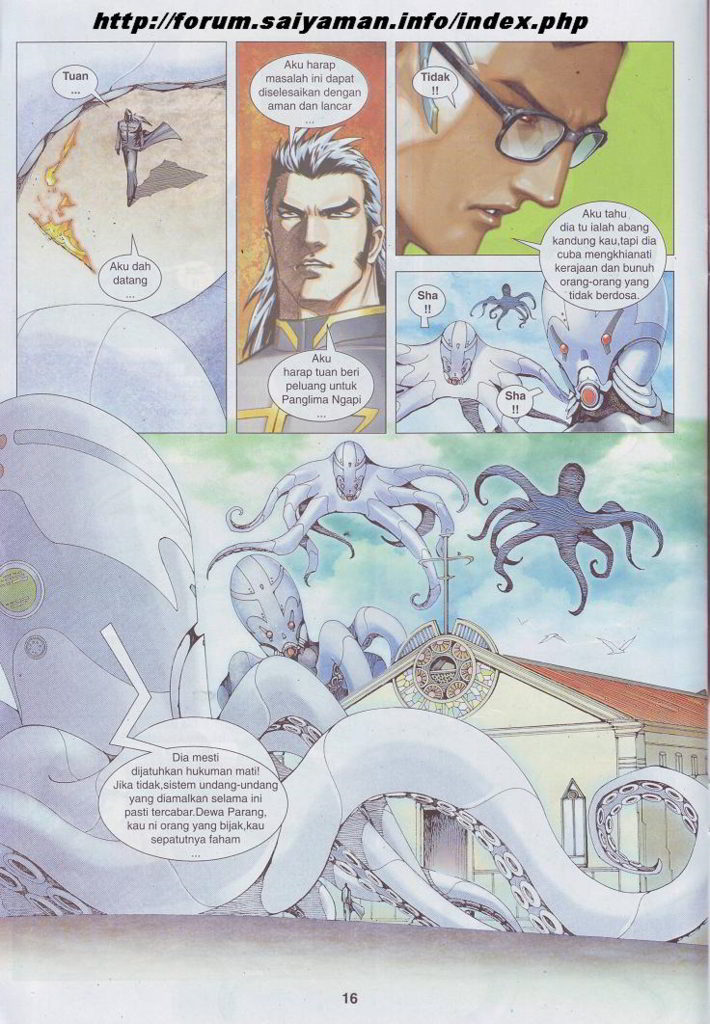 http://forum.saiyaman.info/index.php
Tuan
...
Aku dah
datang
...
Aku harap
masalah ini dapat
diselesaikan dengan
aman dan lancar
...
Aku
harap tuan beri
peluang untuk
Panglima Ngapi
...
Tidak
!!
Aku tahu
dia tu ialah abang
kandung kau,tapi dia
cuba mengkhianati
kerajaan dan bunuh
orang-orang yang
tidak berdosa.
Sha
!!
Sha
!!
Dia mesti
dijatuhkan hukuman mati!
Jika tidak,sistem undang-undang
yang diamalkan selama ini
pasti tercabar.Dewa Parang,
kau ni orang yang bijak,kau
sepatutnya faham
...
16